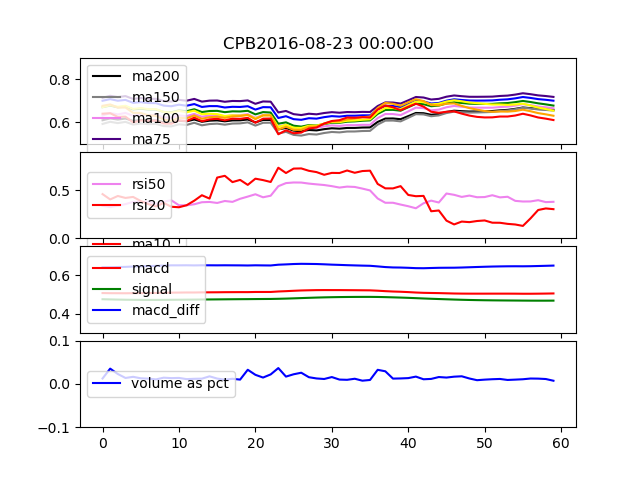 CPB2016-08-23 00:00:00
0.8
0.6
ma200
ma150
ma100
ma75
0.5
0.0
rsi50
rsi20
ma10
0.6
0.4
macd
signal
macd_diff
0.1
0.0
−0.1
volume as pct
0 10 20 30 40 50 60